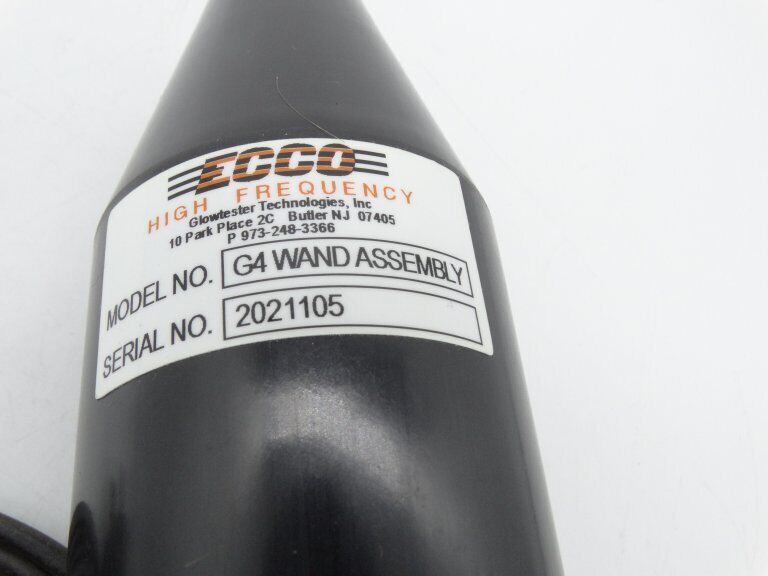 ECCO
HIGH FREQUENCY
Glowtester Technologies, Inc
10 Park Place 2C Butler NJ 07405
P 973-248-3366
MODEL NO. G4 WAND ASSEMBLY
SERIAL NO. 2021105